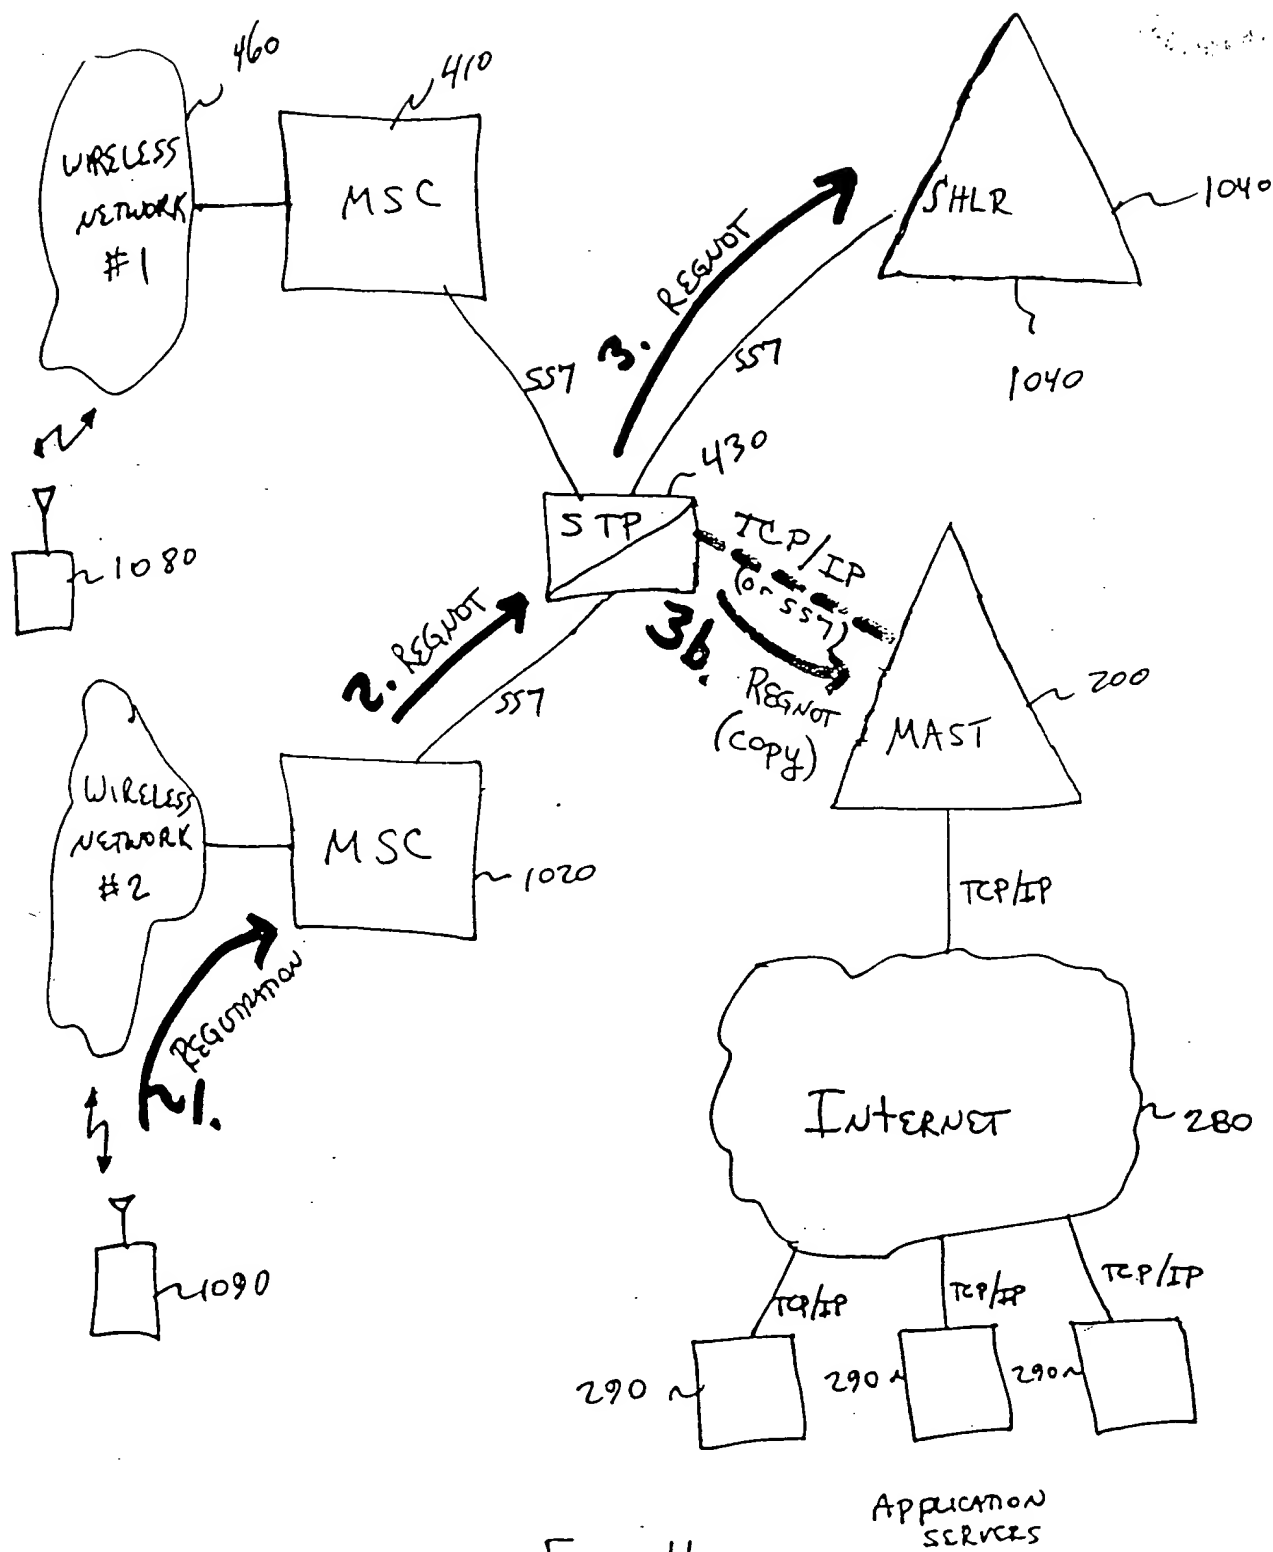 460
410
WIRELESS
NETWORK
#1
MSC
SHLR
1040
1040
3. REGNOT
SS7
SS7
430
STP
TCP/IP
(or SS7)
1080
2. REGNOT
SS7
3b.
REGNOT
(copy)
200
MAST
WIRELESS
NETWORK
#2
MSC
1020
TCP/IP
REGISTRATION
~1.
INTERNET
280
1090
TCP/IP
TCP/IP
TCP/IP
290
290
290
APPLICATION
SERVERS